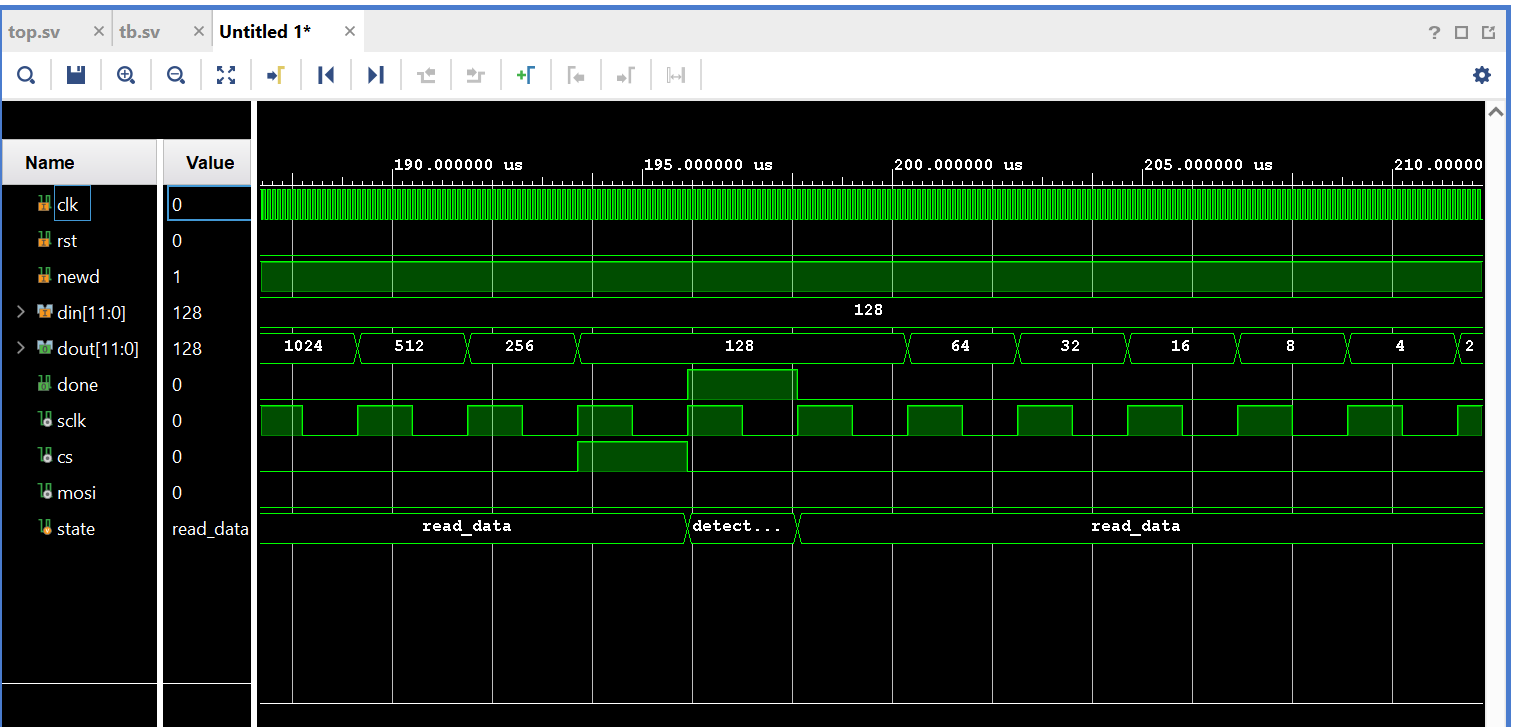 top.sv × tb.sv × Untitled 1* ×
?
Name Value
190.000000 us 195.000000 us 200.000000 us 205.000000 us 210.00000
clk 0
rst 0
newd 1
din[11:0] 128 128
dout[11:0] 128 1024 512 256 128 64 32 16 8 4 2
done 0
sclk 0
cs 0
mosi 0
state read_data read_data detect... read_data